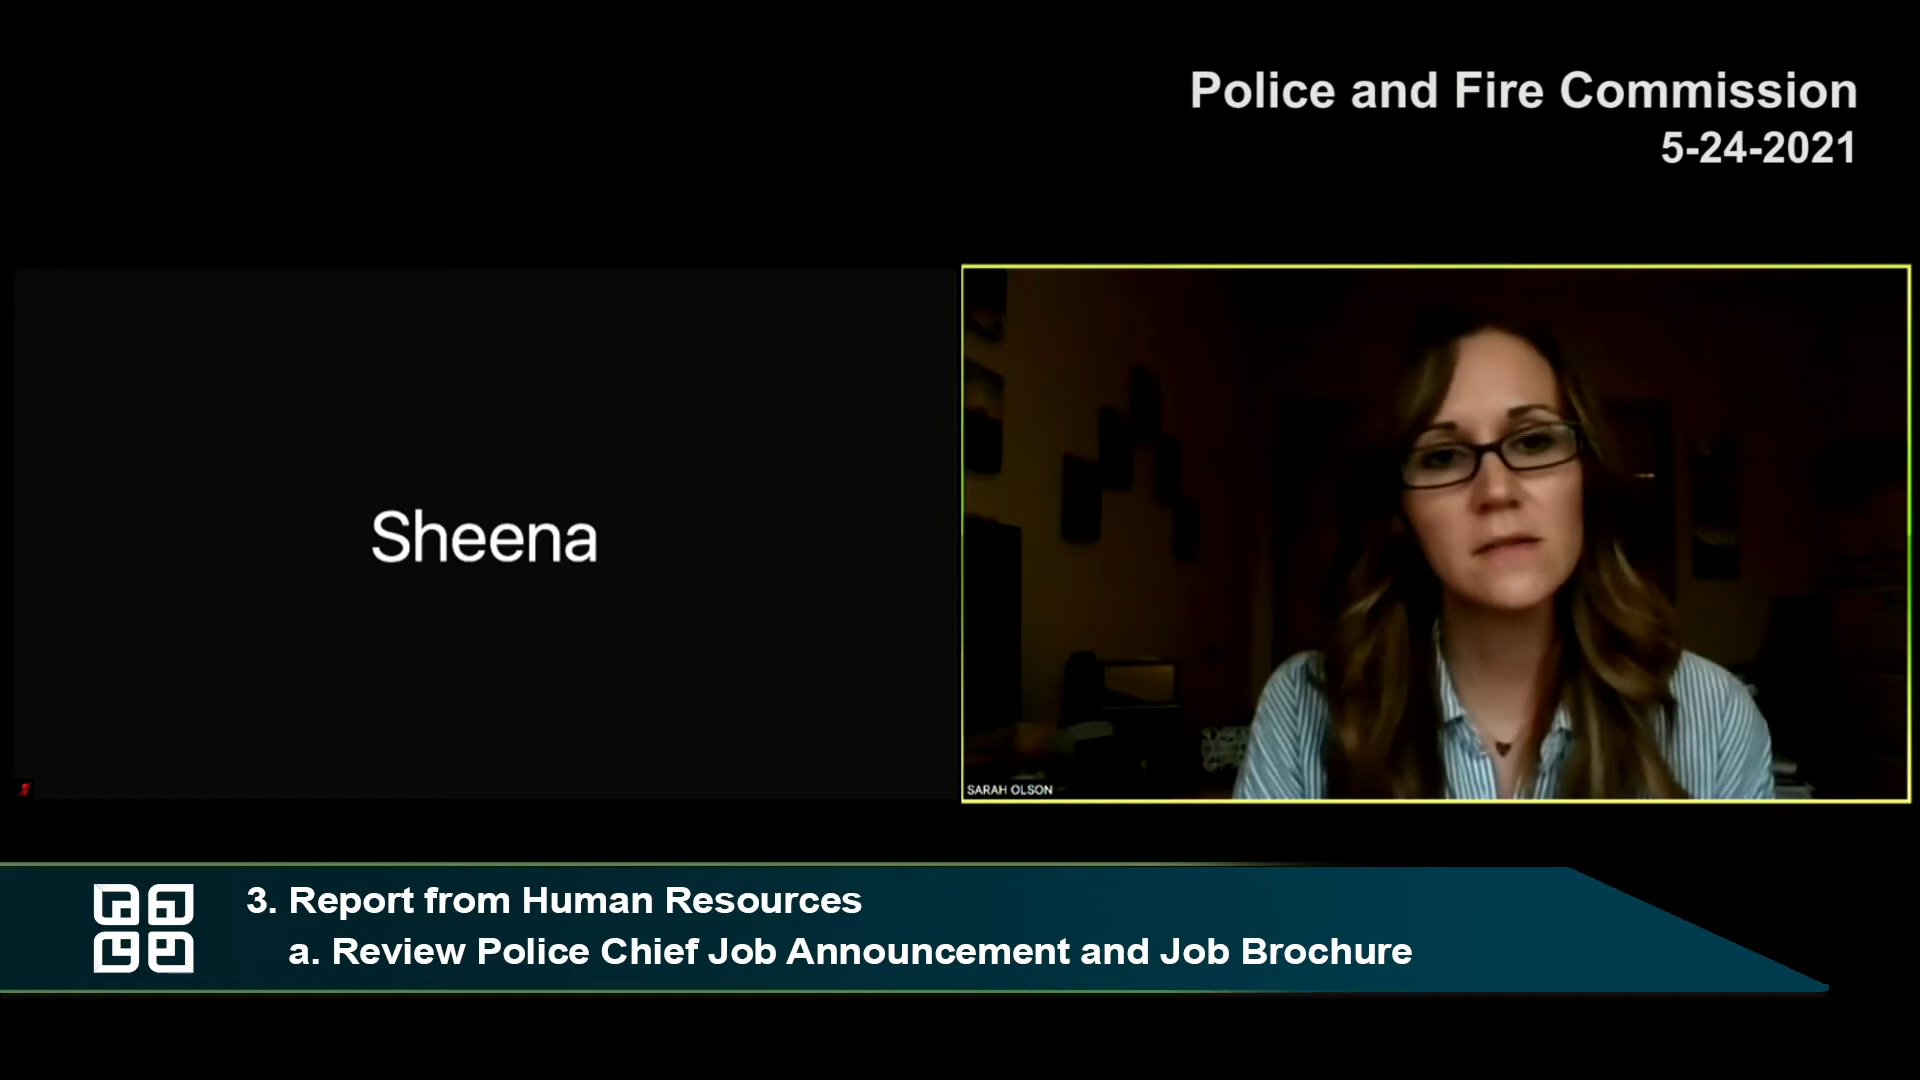 Police and Fire Commission
5-24-2021
Sheena
SARAH OLSON
3. Report from Human Resources
a. Review Police Chief Job Announcement and Job Brochure